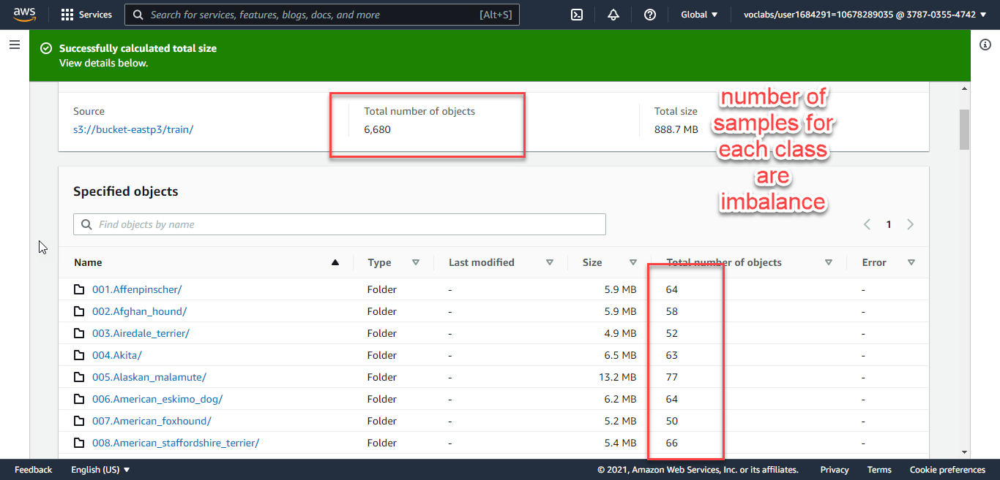 aws Services Search for services, features, blogs, docs, and more [Alt+S] Global ▼ voclabs/user1684291=10678289035 @ 3787-0355-4742 ▼
Successfully calculated total size
View details below.
Source Total number of objects Total size
s3://bucket-eastp3/train/ 6,680 888.7 MB
number of
samples for
each class
are
imbalance
Specified objects
Find objects by name 1
Name Type Last modified Size Total number of objects Error
001.Affenpinscher/ Folder - 5.9 MB 64 -
002.Afghan_hound/ Folder - 5.9 MB 58 -
003.Airedale_terrier/ Folder - 4.9 MB 52 -
004.Akita/ Folder - 6.5 MB 63 -
005.Alaskan_malamute/ Folder - 13.2 MB 77 -
006.American_eskimo_dog/ Folder - 6.2 MB 64 -
007.American_foxhound/ Folder - 5.2 MB 50 -
008.American_staffordshire_terrier/ Folder - 5.4 MB 66 -
Feedback English (US) ▼ © 2021, Amazon Web Services, Inc. or its affiliates. Privacy Terms Cookie preferences